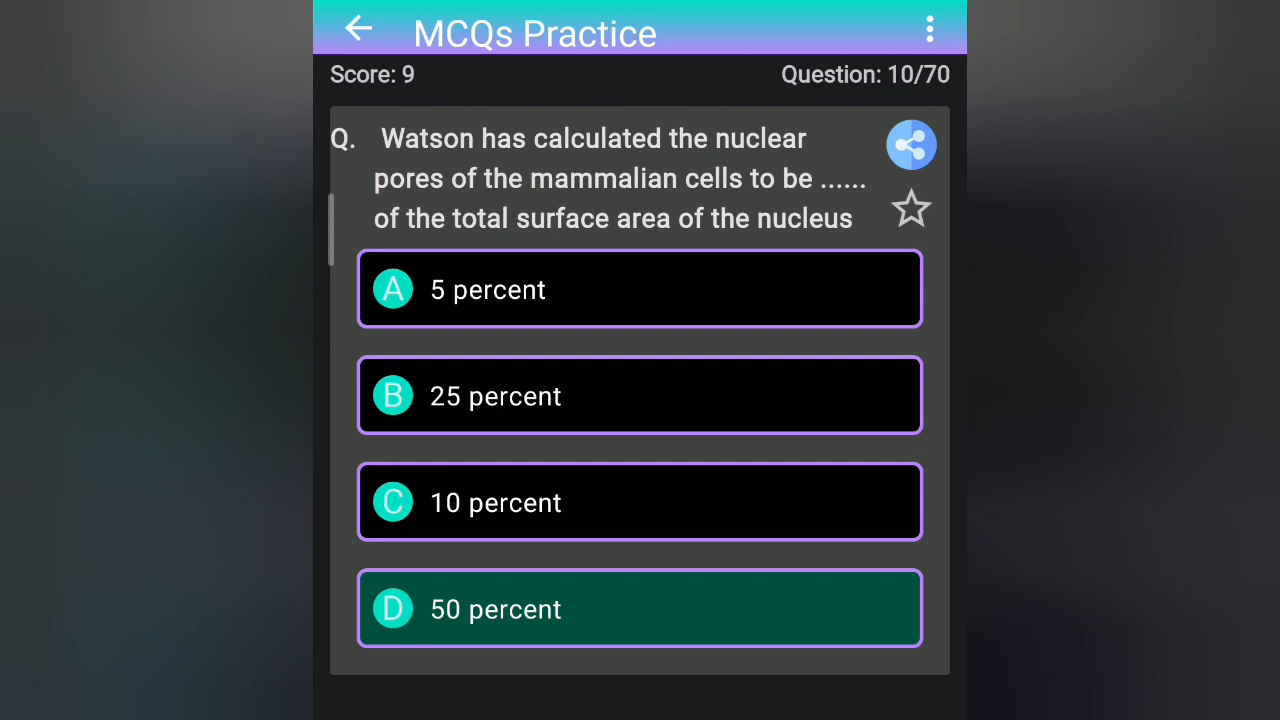 MCQs Practice
Score: 9
Question: 10/70
Q. Watson has calculated the nuclear
pores of the mammalian cells to be ......
of the total surface area of the nucleus
A 5 percent
B 25 percent
C 10 percent
D 50 percent